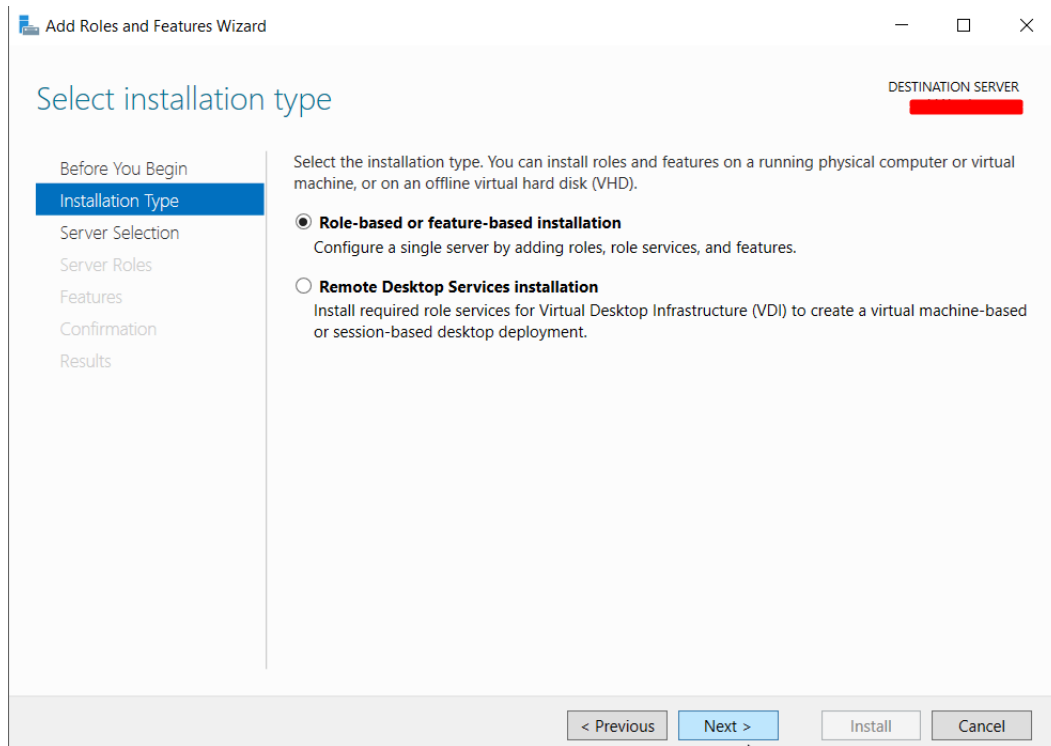 Add Roles and Features Wizard
Select installation type
DESTINATION SERVER
Before You Begin
Installation Type
Server Selection
Server Roles
Features
Confirmation
Results
Select the installation type. You can install roles and features on a running physical computer or virtual
machine, or on an offline virtual hard disk (VHD).
Role-based or feature-based installation
Configure a single server by adding roles, role services, and features.
Remote Desktop Services installation
Install required role services for Virtual Desktop Infrastructure (VDI) to create a virtual machine-based
or session-based desktop deployment.
< Previous
Next >
Install
Cancel